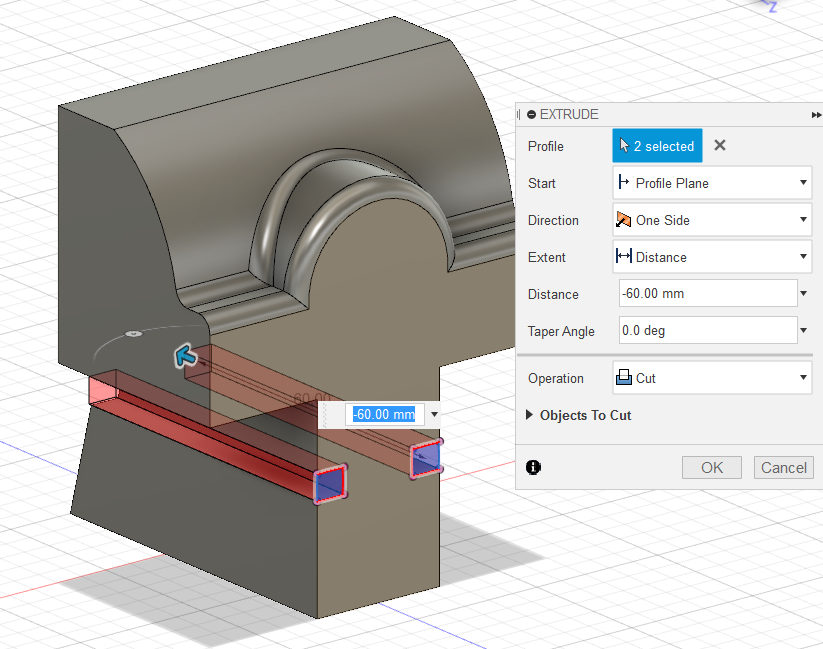 Z
EXTRUDE
Profile
2 selected
Start
Profile Plane
Direction
One Side
Extent
Distance
Distance
-60.00 mm
Taper Angle
0.0 deg
Operation
Cut
Objects To Cut
OK
Cancel
60.00
-60.00 mm